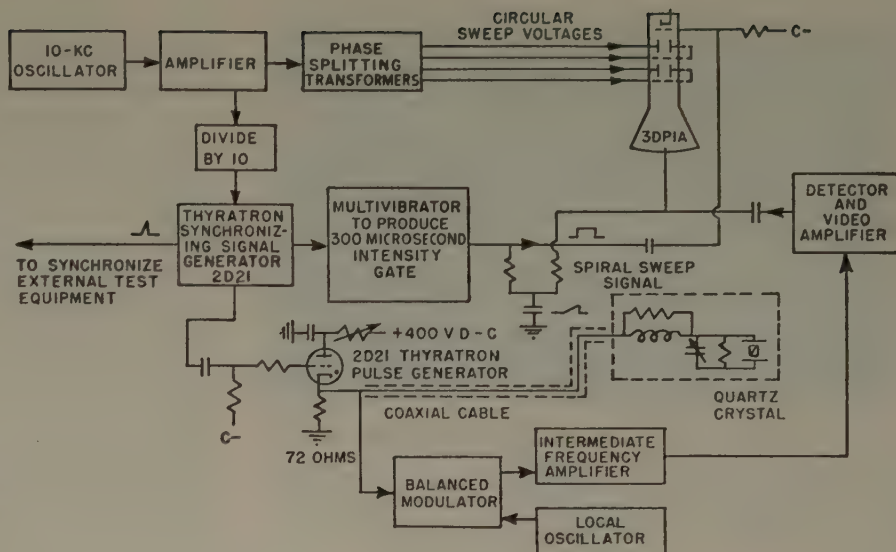 10-KC
OSCILLATOR
AMPLIFIER
PHASE
SPLITTING
TRANSFORMERS
CIRCULAR
SWEEP VOLTAGES
C-
3DP1A
DIVIDE
BY 10
THYRATRON
SYNCHRONIZ-
ING SIGNAL
GENERATOR
2D21
MULTIVIBRATOR
TO PRODUCE
300 MICROSECOND
INTENSITY
GATE
DETECTOR
AND
VIDEO
AMPLIFIER
TO SYNCHRONIZE
EXTERNAL TEST
EQUIPMENT
SPIRAL SWEEP
SIGNAL
+400 V D-C
2D21 THYRATRON
PULSE GENERATOR
COAXIAL CABLE
QUARTZ
CRYSTAL
C-
72 OHMS
BALANCED
MODULATOR
INTERMEDIATE
FREQUENCY
AMPLIFIER
LOCAL
OSCILLATOR